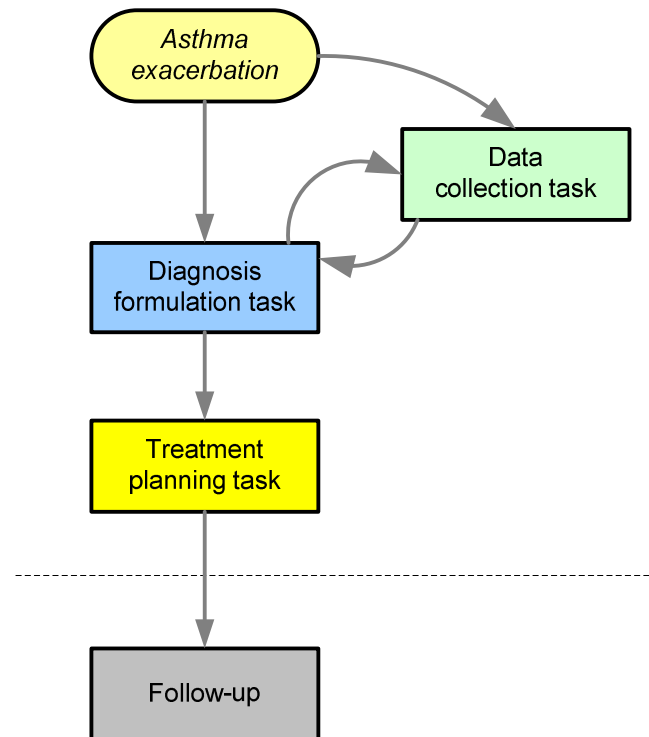 Asthma
exacerbation
Data
collection task
Diagnosis
formulation task
Treatment
planning task
Follow-up